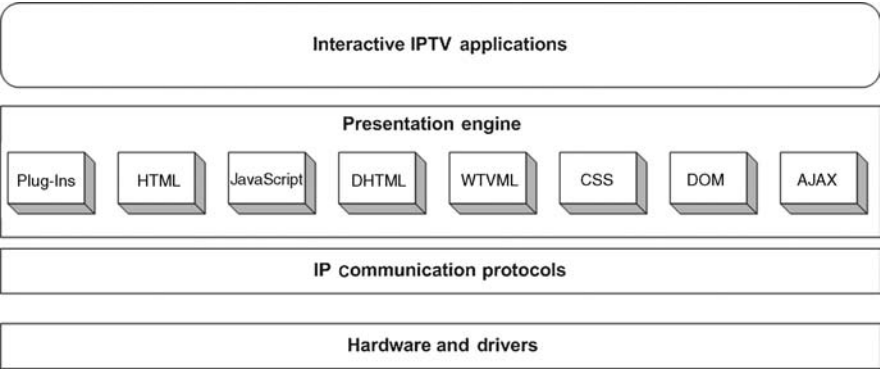 Interactive IPTV applications
Presentation engine
Plug-Ins HTML JavaScript DHTML WTVML CSS DOM AJAX
IP Communication protocols
Hardware and drivers